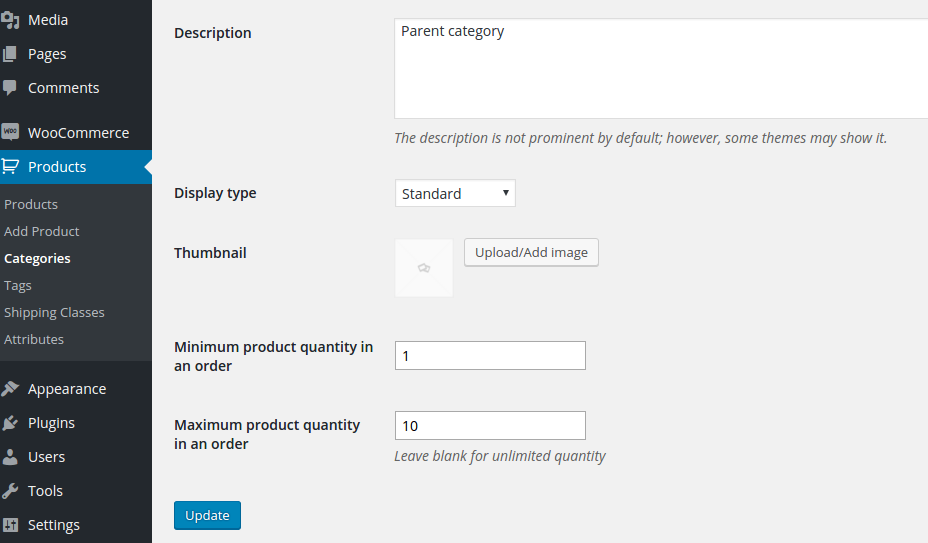 Media
Pages
Comments
WOO
WooCommerce
Products
Products
Add Product
Categories
Tags
Shipping Classes
Attributes
Appearance
Plugins
Users
Tools
Settings
Description
Parent category
The description is not prominent by default; however, some themes may show it.
Display type
Standard
Thumbnail
Upload/Add image
Minimum product quantity in
an order
1
Maximum product quantity
in an order
10
Leave blank for unlimited quantity
Update